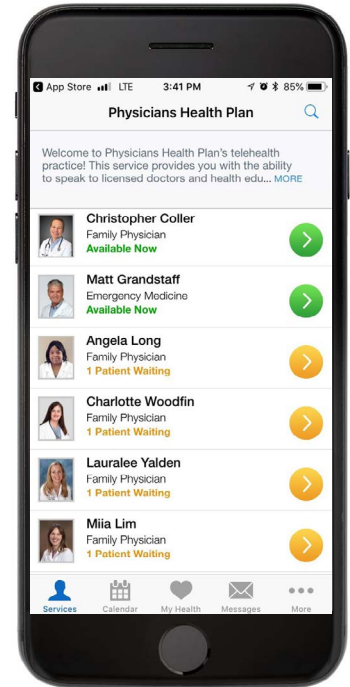 App Store LTE 3:41 PM 85%
Physicians Health Plan
Welcome to Physicians Health Plan's telehealth
practice! This service provides you with the ability
to speak to licensed doctors and health edu... MORE
Christopher Coller
Family Physician
Available Now
Matt Grandstaff
Emergency Medicine
Available Now
Angela Long
Family Physician
1 Patient Waiting
Charlotte Woodfin
Family Physician
1 Patient Waiting
Lauralee Yalden
Family Physician
1 Patient Waiting
Miia Lim
Family Physician
1 Patient Waiting
Services Calendar My Health Messages More